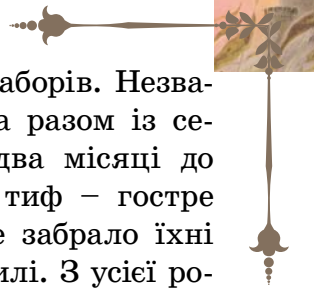 аборів. Незва-
а разом із се-
два місяці до
тиф – гостре
е забрало їхні
илі. З усієї ро-